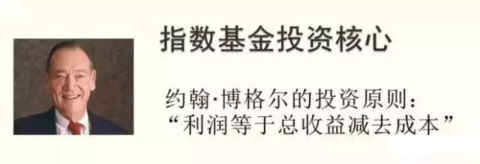 指数基金投资核心
约翰·博格尔的投资原则：
“利润等于总收益减去成本”